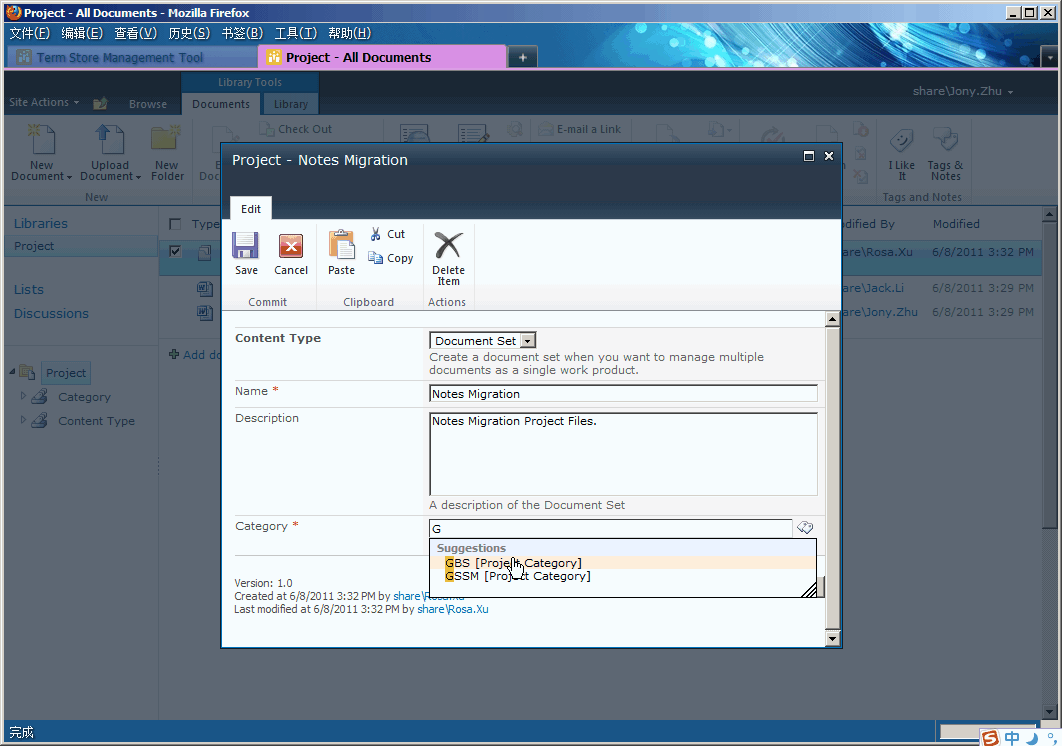 Project - All Documents - Mozilla Firefox
文件(F) 编辑(E) 查看(V) 历史(S) 书签(B) 工具(T) 帮助(H)
Term Store Management Tool
Project - All Documents
Library Tools
share\Jony.Zhu
Site Actions
Browse
Documents
Library
New Document
Upload Document
New Folder
New
Check Out
E-mail a Link
I Like It
Tags & Notes
Tags and Notes
Project - Notes Migration
Edit
Save
Cancel
Commit
Paste
Cut
Copy
Clipboard
Delete Item
Actions
Libraries
Project
Lists
Discussions
Project
Category
Content Type
Type
Modified
are\Rosa.Xu 6/8/2011 3:32 PM
are\Jack.Li 6/8/2011 3:29 PM
are\Jony.Zhu 6/8/2011 3:29 PM
Content Type
Document Set
Create a document set when you want to manage multiple
documents as a single work product.
Name *
Notes Migration
Description
Notes Migration Project Files.
A description of the Document Set
Category *
G
Suggestions
GBS [Project Category]
GSSM [Project Category]
Version: 1.0
Created at 6/8/2011 3:32 PM by share\Rosa.Xu
Last modified at 6/8/2011 3:32 PM by share\Rosa.Xu
完成
中